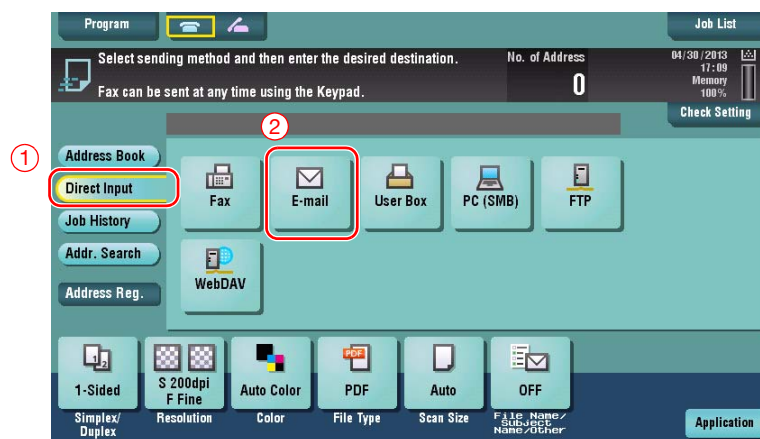 Program
Job List
Select sending method and then enter the desired destination.
Fax can be sent at any time using the Keypad.
No. of Address
0
04/30/2013
17:09
Memory
100%
Check Setting
①
②
Address Book
Direct Input
Job History
Addr. Search
Address Reg.
Fax
E-mail
User Box
PC (SMB)
FTP
WebDAV
1 2
1-Sided
S 200dpi
F Fine
Auto Color
PDF
PDF
Auto
OFF
Simplex/
Duplex
Resolution
Color
File Type
Scan Size
File Name/
Subject
Name/Other
Application